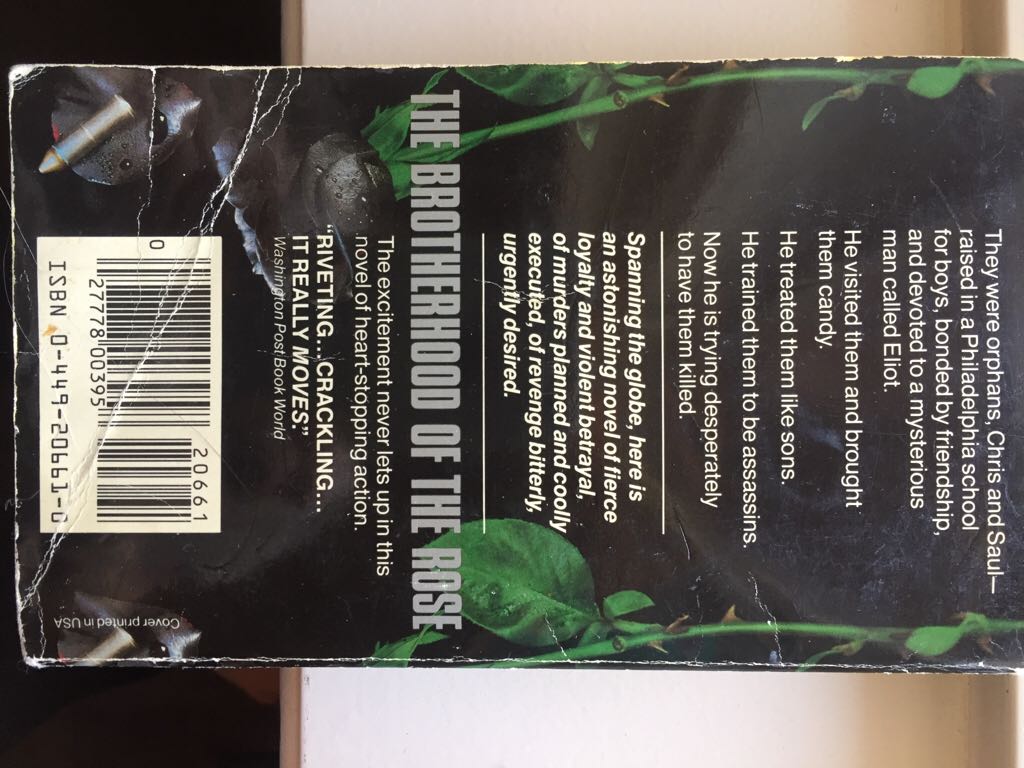 They were orphans, Chris and Saul—
raised in a Philadelphia school
for boys, bonded by friendship,
and devoted to a mysterious
man called Eliot.
He visited them and brought
them candy.
He treated them like sons.
He trained them to be assassins.
Now he is trying desperately
to have them killed.
Spanning the globe, here is
an astonishing novel of fierce
loyalty and violent betrayal,
of murders planned and coolly
executed, of revenge bitterly,
urgently desired.
THE BROTHERHOOD OF THE ROSE
The excitement never lets up in this
novel of heart-stopping action.
"RIVETING...CRACKLING...
IT REALLY MOVES"
Washington Post Book World
20661
0
27778 00395
ISBN 0-449-20661-0
Cover printed in USA